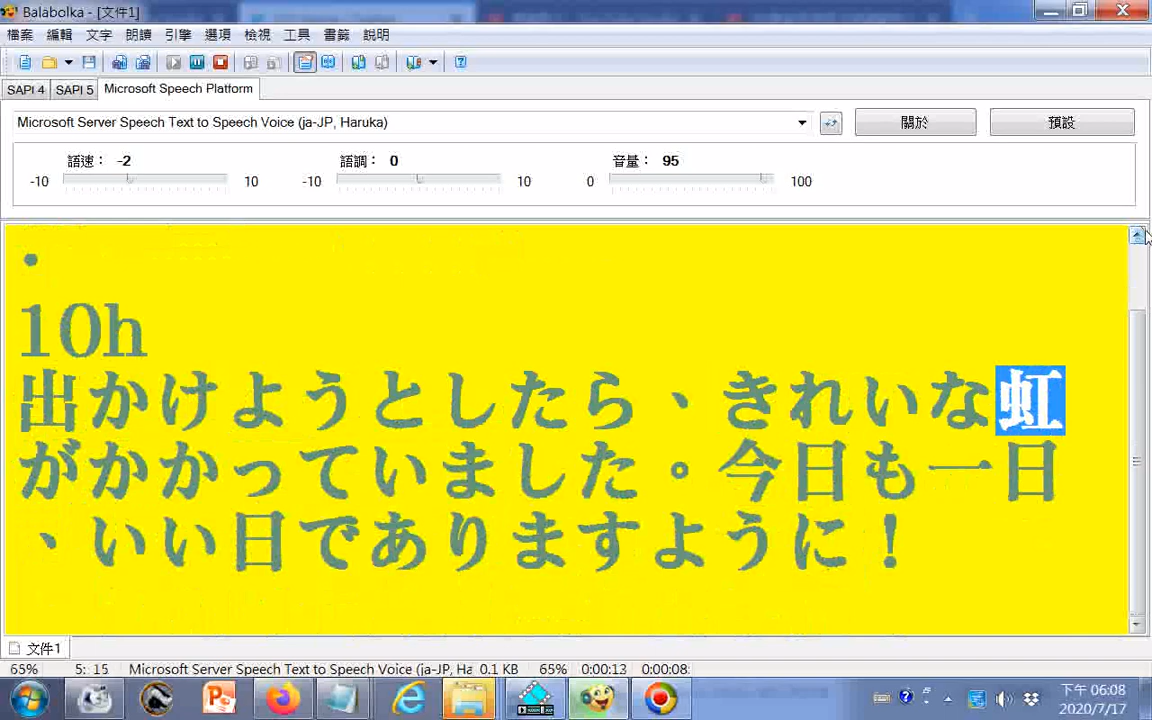 Balabolka - [文件1]
檔案 編輯 文字 朗讀 引擎 選項 檢視 工具 書籤 說明
SAPI 4 SAPI 5 Microsoft Speech Platform
Microsoft Server Speech Text to Speech Voice (ja-JP, Haruka) 關於 預設
語速： -2 語調： 0 音量： 95
-10 10 -10 10 0 100
•
10h
出かけようとしたら、きれいな虹
がかかっていました。今日も一日
、いい日でありますように！
文件1
65% 5: 15 Microsoft Server Speech Text to Speech Voice (ja-JP, Ha 0.1 KB 65% 0:00:13 0:00:08
下午 06:08
2020/7/17